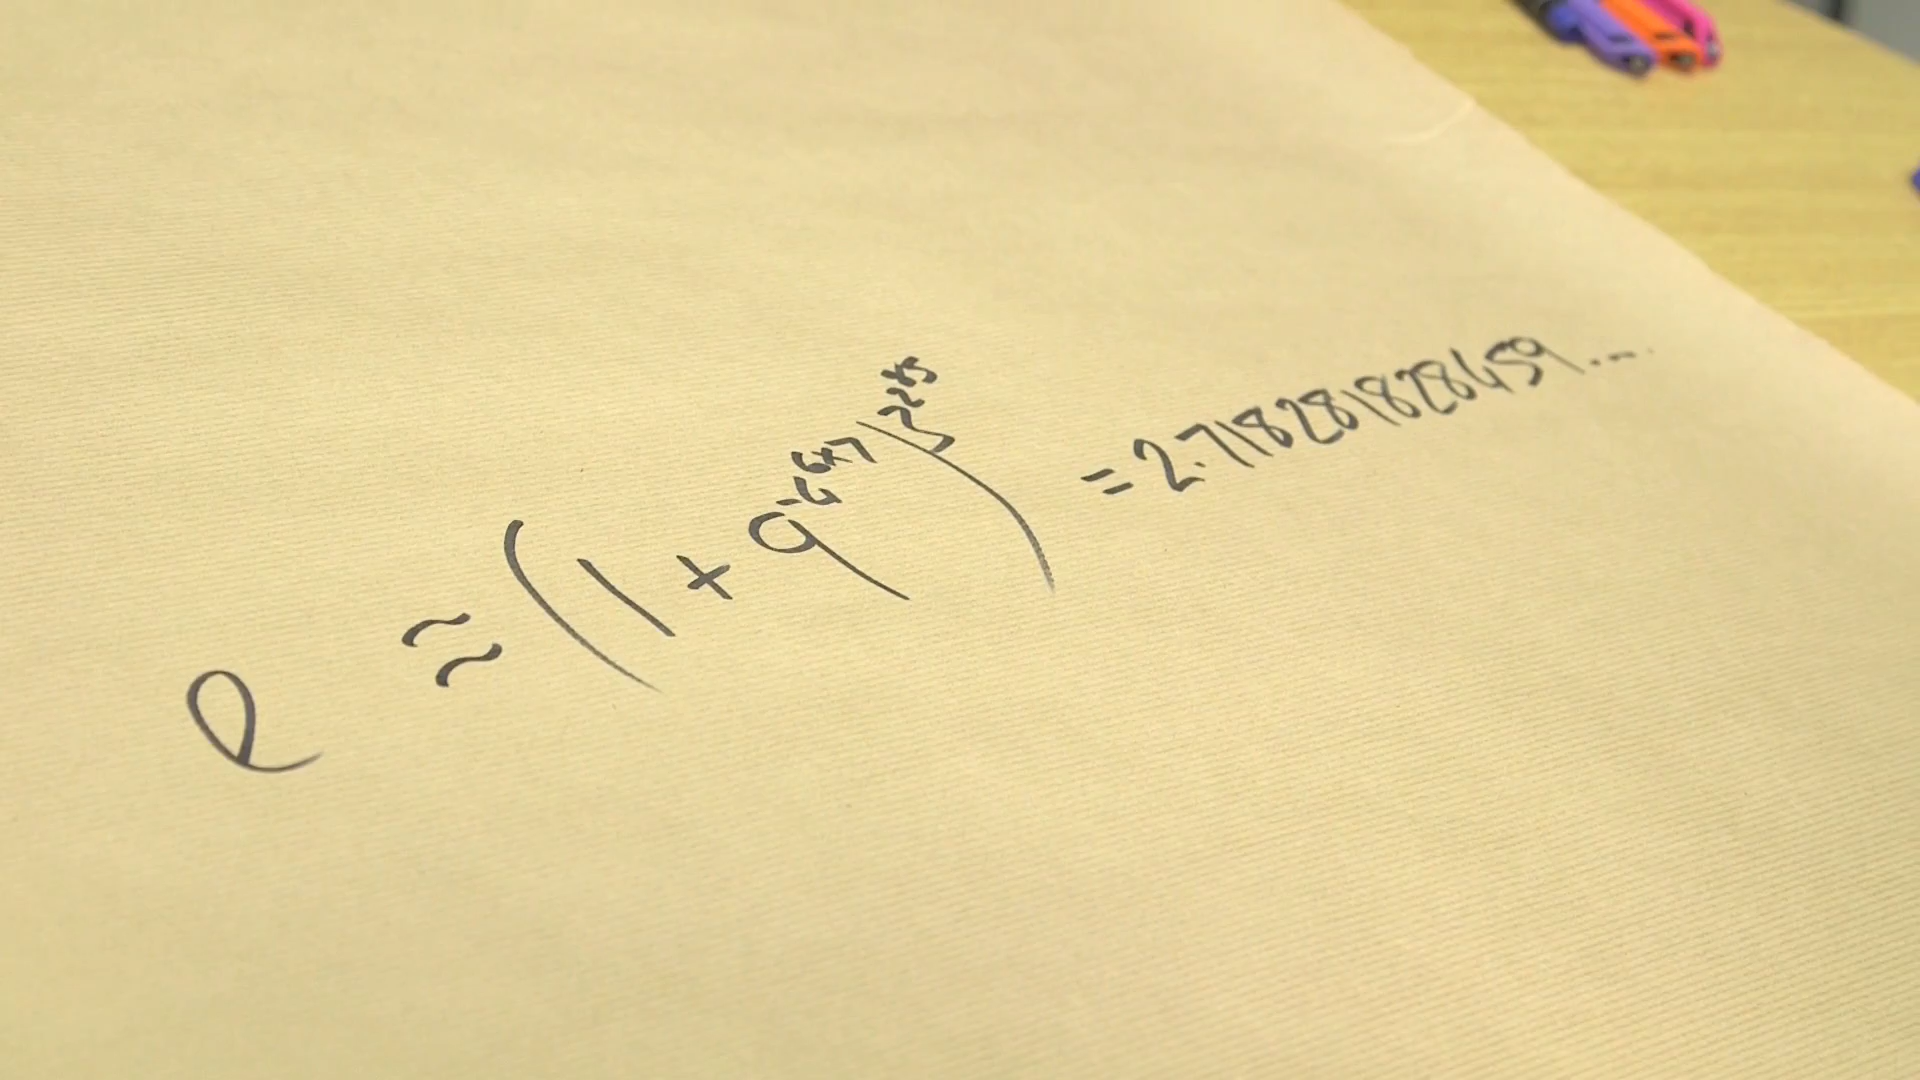 e ≈ (1 + 9^-4^6×7)^3^2^85 = 2.718281828459...